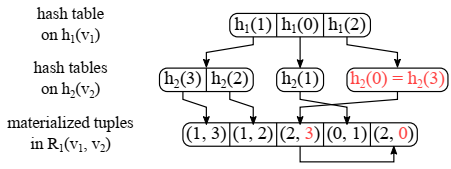 hash table
on h₁(v₁)
h₁(1) h₁(0) h₁(2)
hash tables
on h₂(v₂)
h₂(3) h₂(2) h₂(1) h₂(0) = h₂(3)
materialized tuples
in R₁(v₁, v₂)
(1, 3) (1, 2) (2, 3) (0, 1) (2, 0)